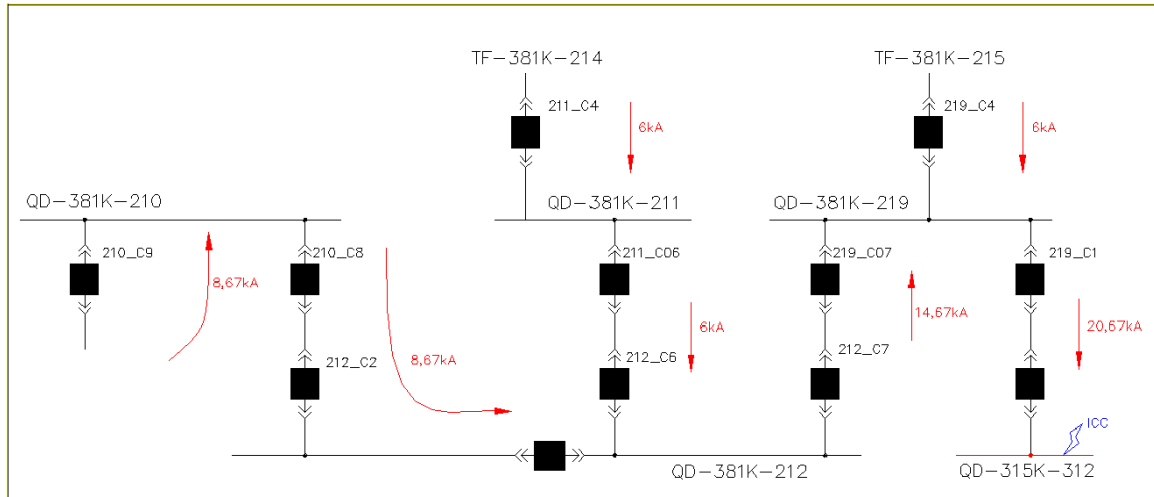 TF-381K-214
TF-381K-215
211_C4
219_C4
6kA
6kA
QD-381K-210
QD-381K-211
QD-381K-219
210_C9
210_C8
211_C06
219_C07
219_C1
8,67kA
14,67kA
20,67kA
6kA
212_C2
8,67kA
212_C6
212_C7
ICC
QD-381K-212
QD-315K-312